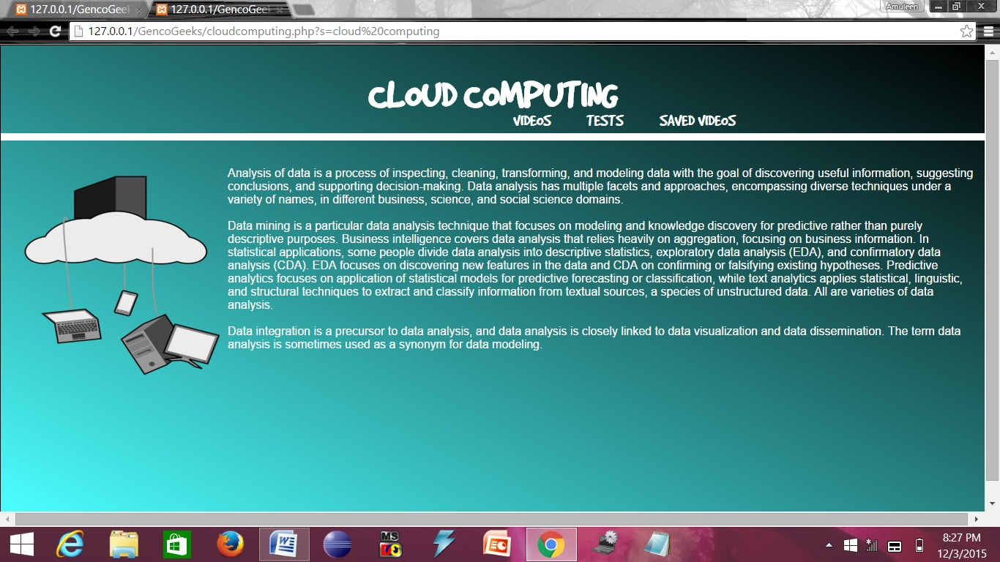 127.0.0.1/GencoGeek
127.0.0.1/GencoGeek
Amuleen
127.0.0.1/GencoGeeks/cloudcomputing.php?s=cloud%20computing
CLOUD COMPUTING
VIDEOS TESTS SAVED VIDEOS
Analysis of data is a process of inspecting, cleaning, transforming, and modeling data with the goal of discovering useful information, suggesting
conclusions, and supporting decision-making. Data analysis has multiple facets and approaches, encompassing diverse techniques under a
variety of names, in different business, science, and social science domains.
Data mining is a particular data analysis technique that focuses on modeling and knowledge discovery for predictive rather than purely
descriptive purposes. Business intelligence covers data analysis that relies heavily on aggregation, focusing on business information. In
statistical applications, some people divide data analysis into descriptive statistics, exploratory data analysis (EDA), and confirmatory data
analysis (CDA). EDA focuses on discovering new features in the data and CDA on confirming or falsifying existing hypotheses. Predictive
analytics focuses on application of statistical models for predictive forecasting or classification, while text analytics applies statistical, linguistic,
and structural techniques to extract and classify information from textual sources, a species of unstructured data. All are varieties of data
analysis.
Data integration is a precursor to data analysis, and data analysis is closely linked to data visualization and data dissemination. The term data
analysis is sometimes used as a synonym for data modeling.
MS
8:27 PM
12/3/2015